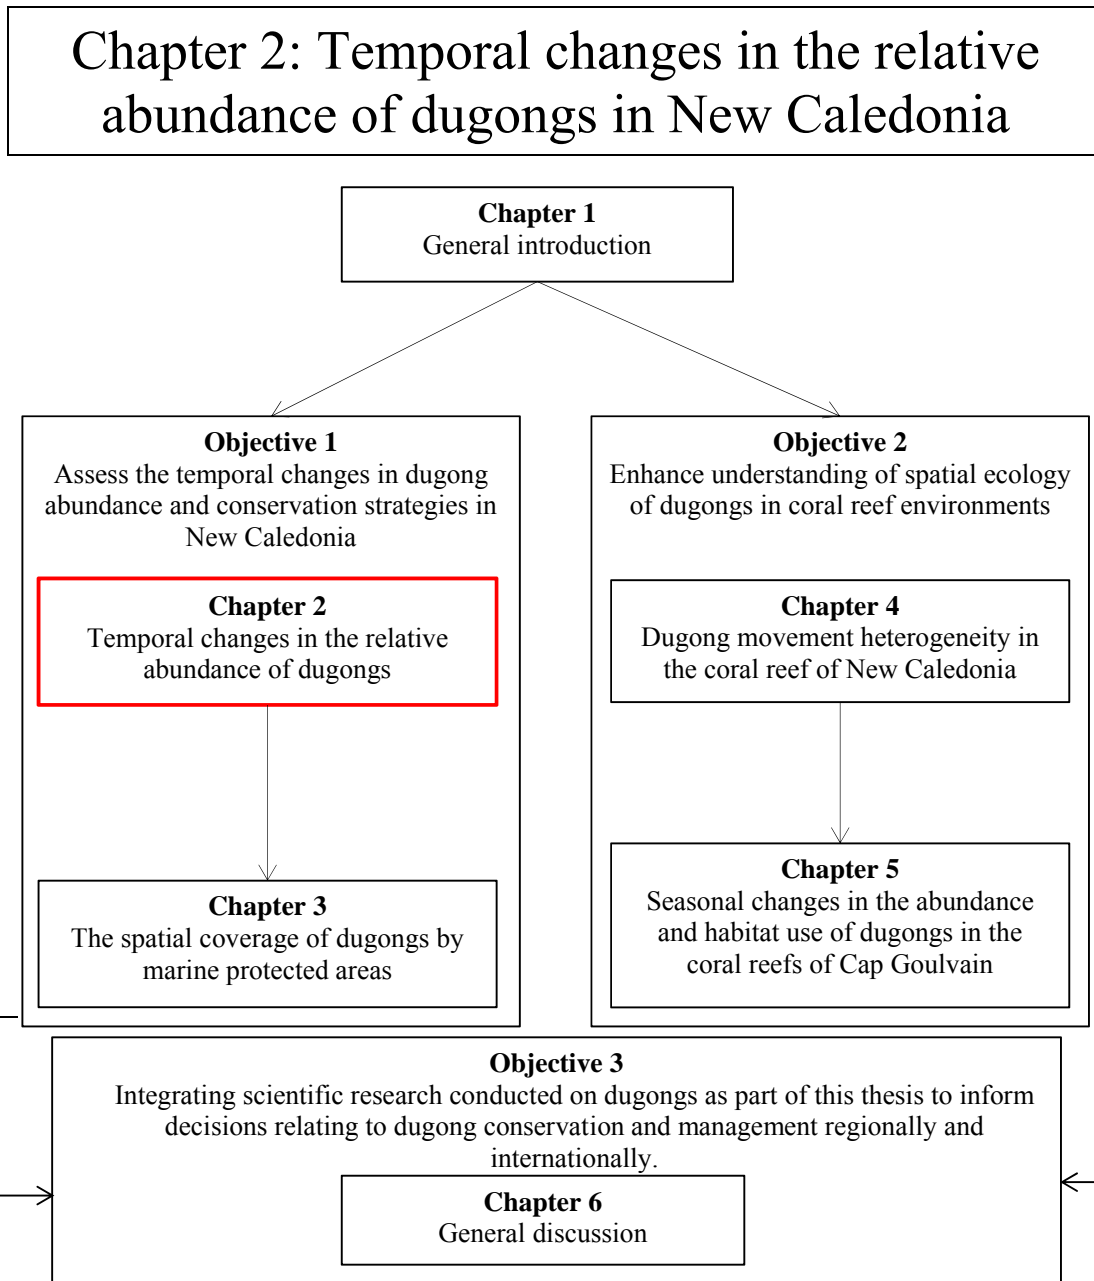 Chapter 2: Temporal changes in the relative
abundance of dugongs in New Caledonia
Chapter 1
General introduction
Objective 1
Assess the temporal changes in dugong
abundance and conservation strategies in
New Caledonia
Chapter 2
Temporal changes in the relative
abundance of dugongs
Chapter 3
The spatial coverage of dugongs by
marine protected areas
Objective 2
Enhance understanding of spatial ecology
of dugongs in coral reef environments
Chapter 4
Dugong movement heterogeneity in
the coral reef of New Caledonia
Chapter 5
Seasonal changes in the abundance
and habitat use of dugongs in the
coral reefs of Cap Goulvain
Objective 3
Integrating scientific research conducted on dugongs as part of this thesis to inform
decisions relating to dugong conservation and management regionally and
internationally.
Chapter 6
General discussion